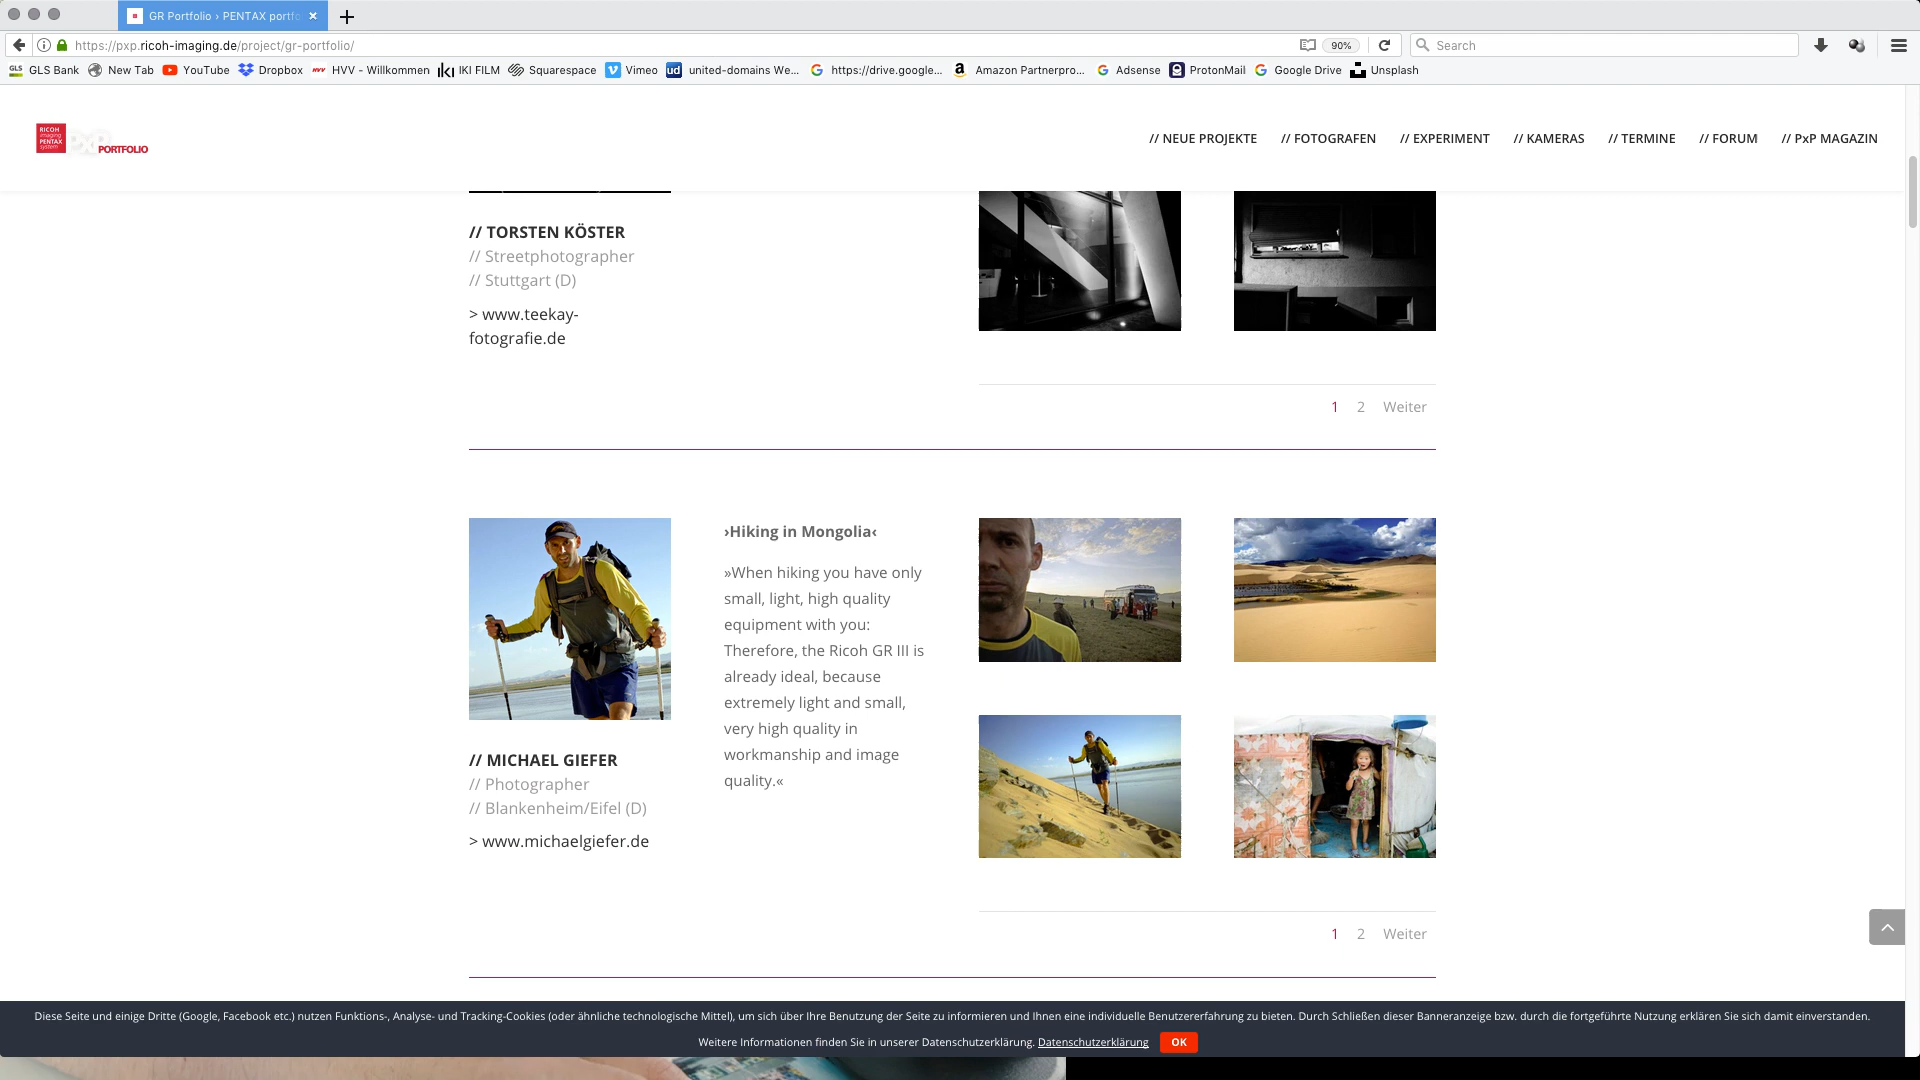 GR Portfolio › PENTAX portfo
https://pxp.ricoh-imaging.de/project/gr-portfolio/
90%
Search
GLS Bank New Tab YouTube Dropbox HVV - Willkommen IKI FILM Squarespace Vimeo united-domains We... https://drive.google... Amazon Partnerpro... Adsense ProtonMail Google Drive Unsplash
RICOH
imaging
PENTAX
system
PxP
PORTFOLIO
// NEUE PROJEKTE // FOTOGRAFEN // EXPERIMENT // KAMERAS // TERMINE // FORUM // PxP MAGAZIN
// TORSTEN KÖSTER
// Streetphotographer
// Stuttgart (D)
> www.teekay-
fotografie.de
1 2 Weiter
// MICHAEL GIEFER
// Photographer
// Blankenheim/Eifel (D)
> www.michaelgiefer.de
›Hiking in Mongolia‹
»When hiking you have only
small, light, high quality
equipment with you:
Therefore, the Ricoh GR III is
already ideal, because
extremely light and small,
very high quality in
workmanship and image
quality.«
1 2 Weiter
Diese Seite und einige Dritte (Google, Facebook etc.) nutzen Funktions-, Analyse- und Tracking-Cookies (oder ähnliche technologische Mittel), um sich über Ihre Benutzung der Seite zu informieren und Ihnen eine individuelle Benutzererfahrung zu bieten. Durch Schließen dieser Banneranzeige bzw. durch die fortgeführte Nutzung erklären Sie sich damit einverstanden.
Weitere Informationen finden Sie in unserer Datenschutzerklärung. Datenschutzerklärung OK